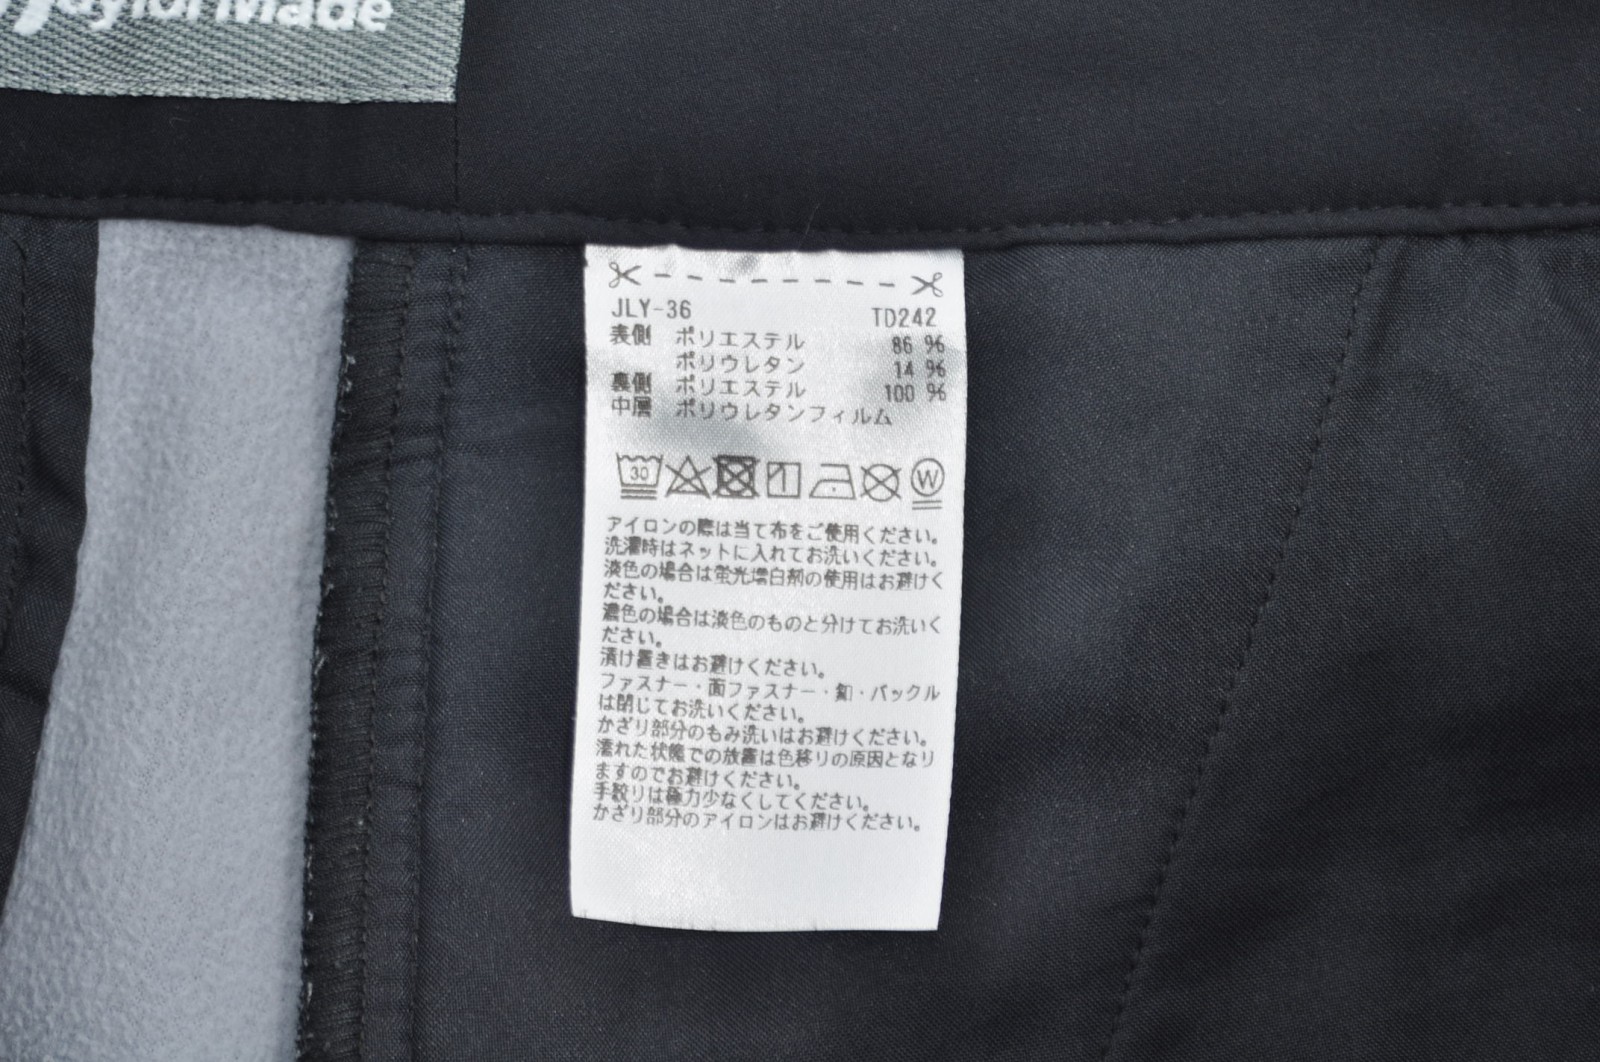 TaylorMade
JLY-36 TD242
表側 ポリエステル 86 %
ポリウレタン 14 %
裏側 ポリエステル 100 %
中層 ポリウレタンフィルム
30 W
アイロンの際は当て布をご使用ください。
洗濯時はネットに入れてお洗いください。
淡色の場合は蛍光増白剤の使用はお避けく
ださい。
濃色の場合は淡色のものと分けてお洗いく
ださい。
漬け置きはお避けください。
ファスナー・面ファスナー・釦・バックル
は閉じてお洗いください。
かざり部分のもみ洗いはお避けください。
濡れた状態での放置は色移りの原因となり
ますのでお避けください。
手絞りは極力少なくしてください。
かざり部分のアイロンはお避けください。